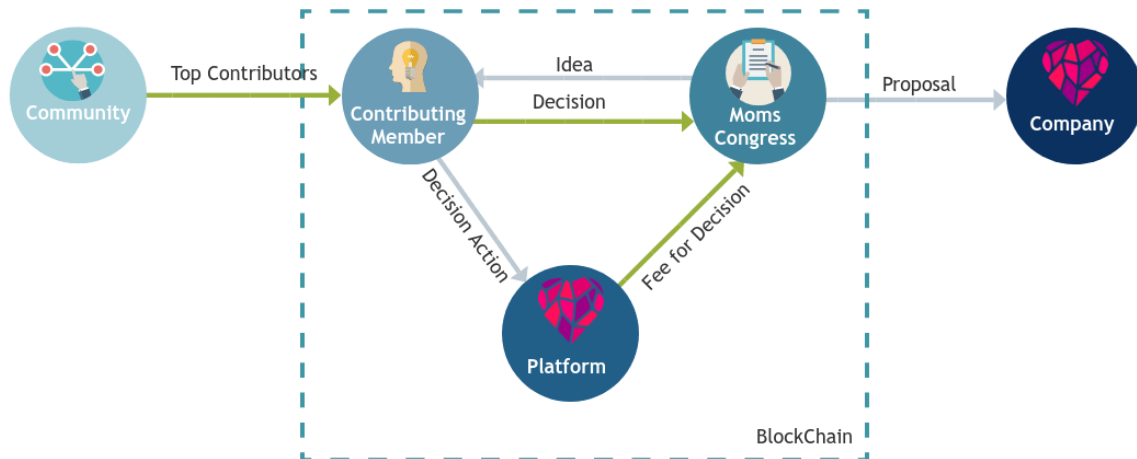 Community
Top Contributors
Contributing
Member
Idea
Decision
Moms
Congress
Proposal
Company
Decision Action
Fee for Decision
Platform
BlockChain